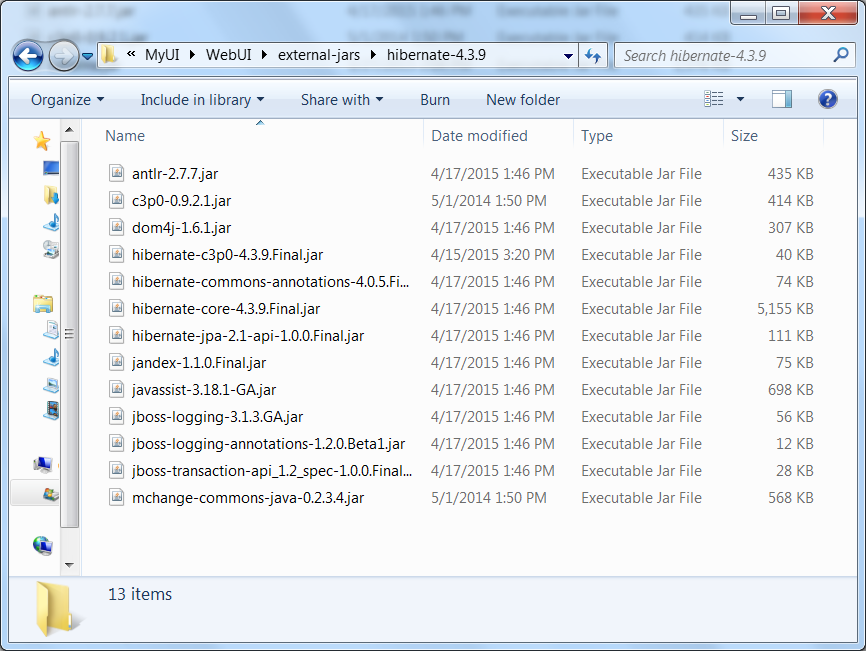 « MyUI WebUI external-jars hibernate-4.3.9 Search hibernate-4.3.9
Organize Include in library Share with Burn New folder
Name Date modified Type Size
antlr-2.7.7.jar 4/17/2015 1:46 PM Executable Jar File 435 KB
c3p0-0.9.2.1.jar 5/1/2014 1:50 PM Executable Jar File 414 KB
dom4j-1.6.1.jar 4/17/2015 1:46 PM Executable Jar File 307 KB
hibernate-c3p0-4.3.9.Final.jar 4/15/2015 3:20 PM Executable Jar File 40 KB
hibernate-commons-annotations-4.0.5.Fi... 4/17/2015 1:46 PM Executable Jar File 74 KB
hibernate-core-4.3.9.Final.jar 4/17/2015 1:46 PM Executable Jar File 5,155 KB
hibernate-jpa-2.1-api-1.0.0.Final.jar 4/17/2015 1:46 PM Executable Jar File 111 KB
jandex-1.1.0.Final.jar 4/17/2015 1:46 PM Executable Jar File 75 KB
javassist-3.18.1-GA.jar 4/17/2015 1:46 PM Executable Jar File 698 KB
jboss-logging-3.1.3.GA.jar 4/17/2015 1:46 PM Executable Jar File 56 KB
jboss-logging-annotations-1.2.0.Beta1.jar 4/17/2015 1:46 PM Executable Jar File 12 KB
jboss-transaction-api_1.2_spec-1.0.0.Final... 4/17/2015 1:46 PM Executable Jar File 28 KB
mchange-commons-java-0.2.3.4.jar 5/1/2014 1:50 PM Executable Jar File 568 KB
13 items